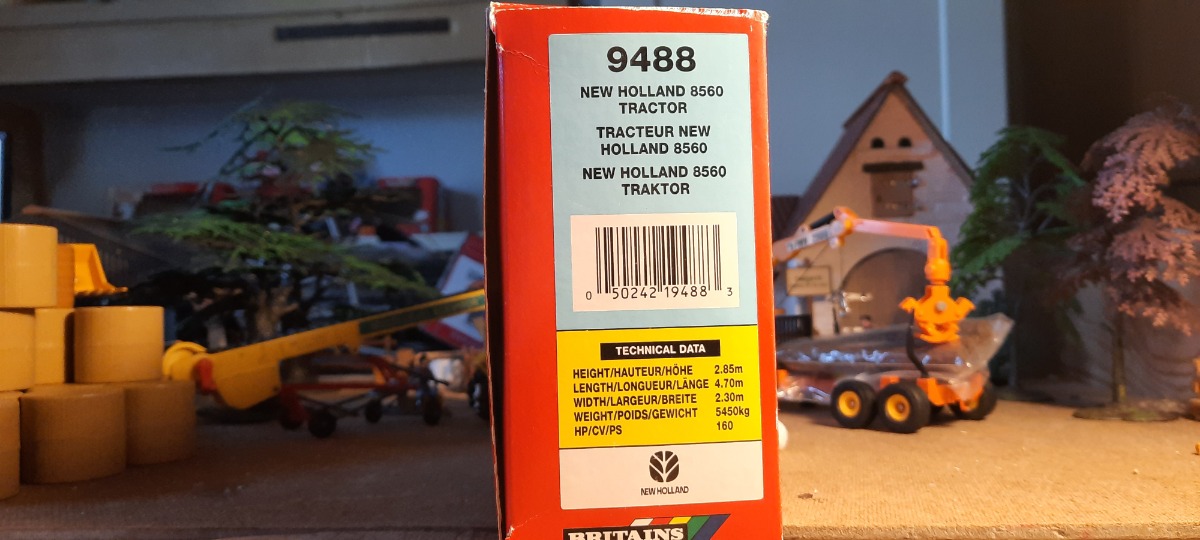 9488
NEW HOLLAND 8560
TRACTOR
TRACTEUR NEW
HOLLAND 8560
NEW HOLLAND 8560
TRAKTOR
0 50242 19488 3
TECHNICAL DATA
HEIGHT/HAUTEUR/HÖHE 2.85m
LENGTH/LONGUEUR/LÄNGE 4.70m
WIDTH/LARGEUR/BREITE 2.30m
WEIGHT/POIDS/GEWICHT 5450kg
HP/CV/PS 160
NEW HOLLAND
BRITAINS